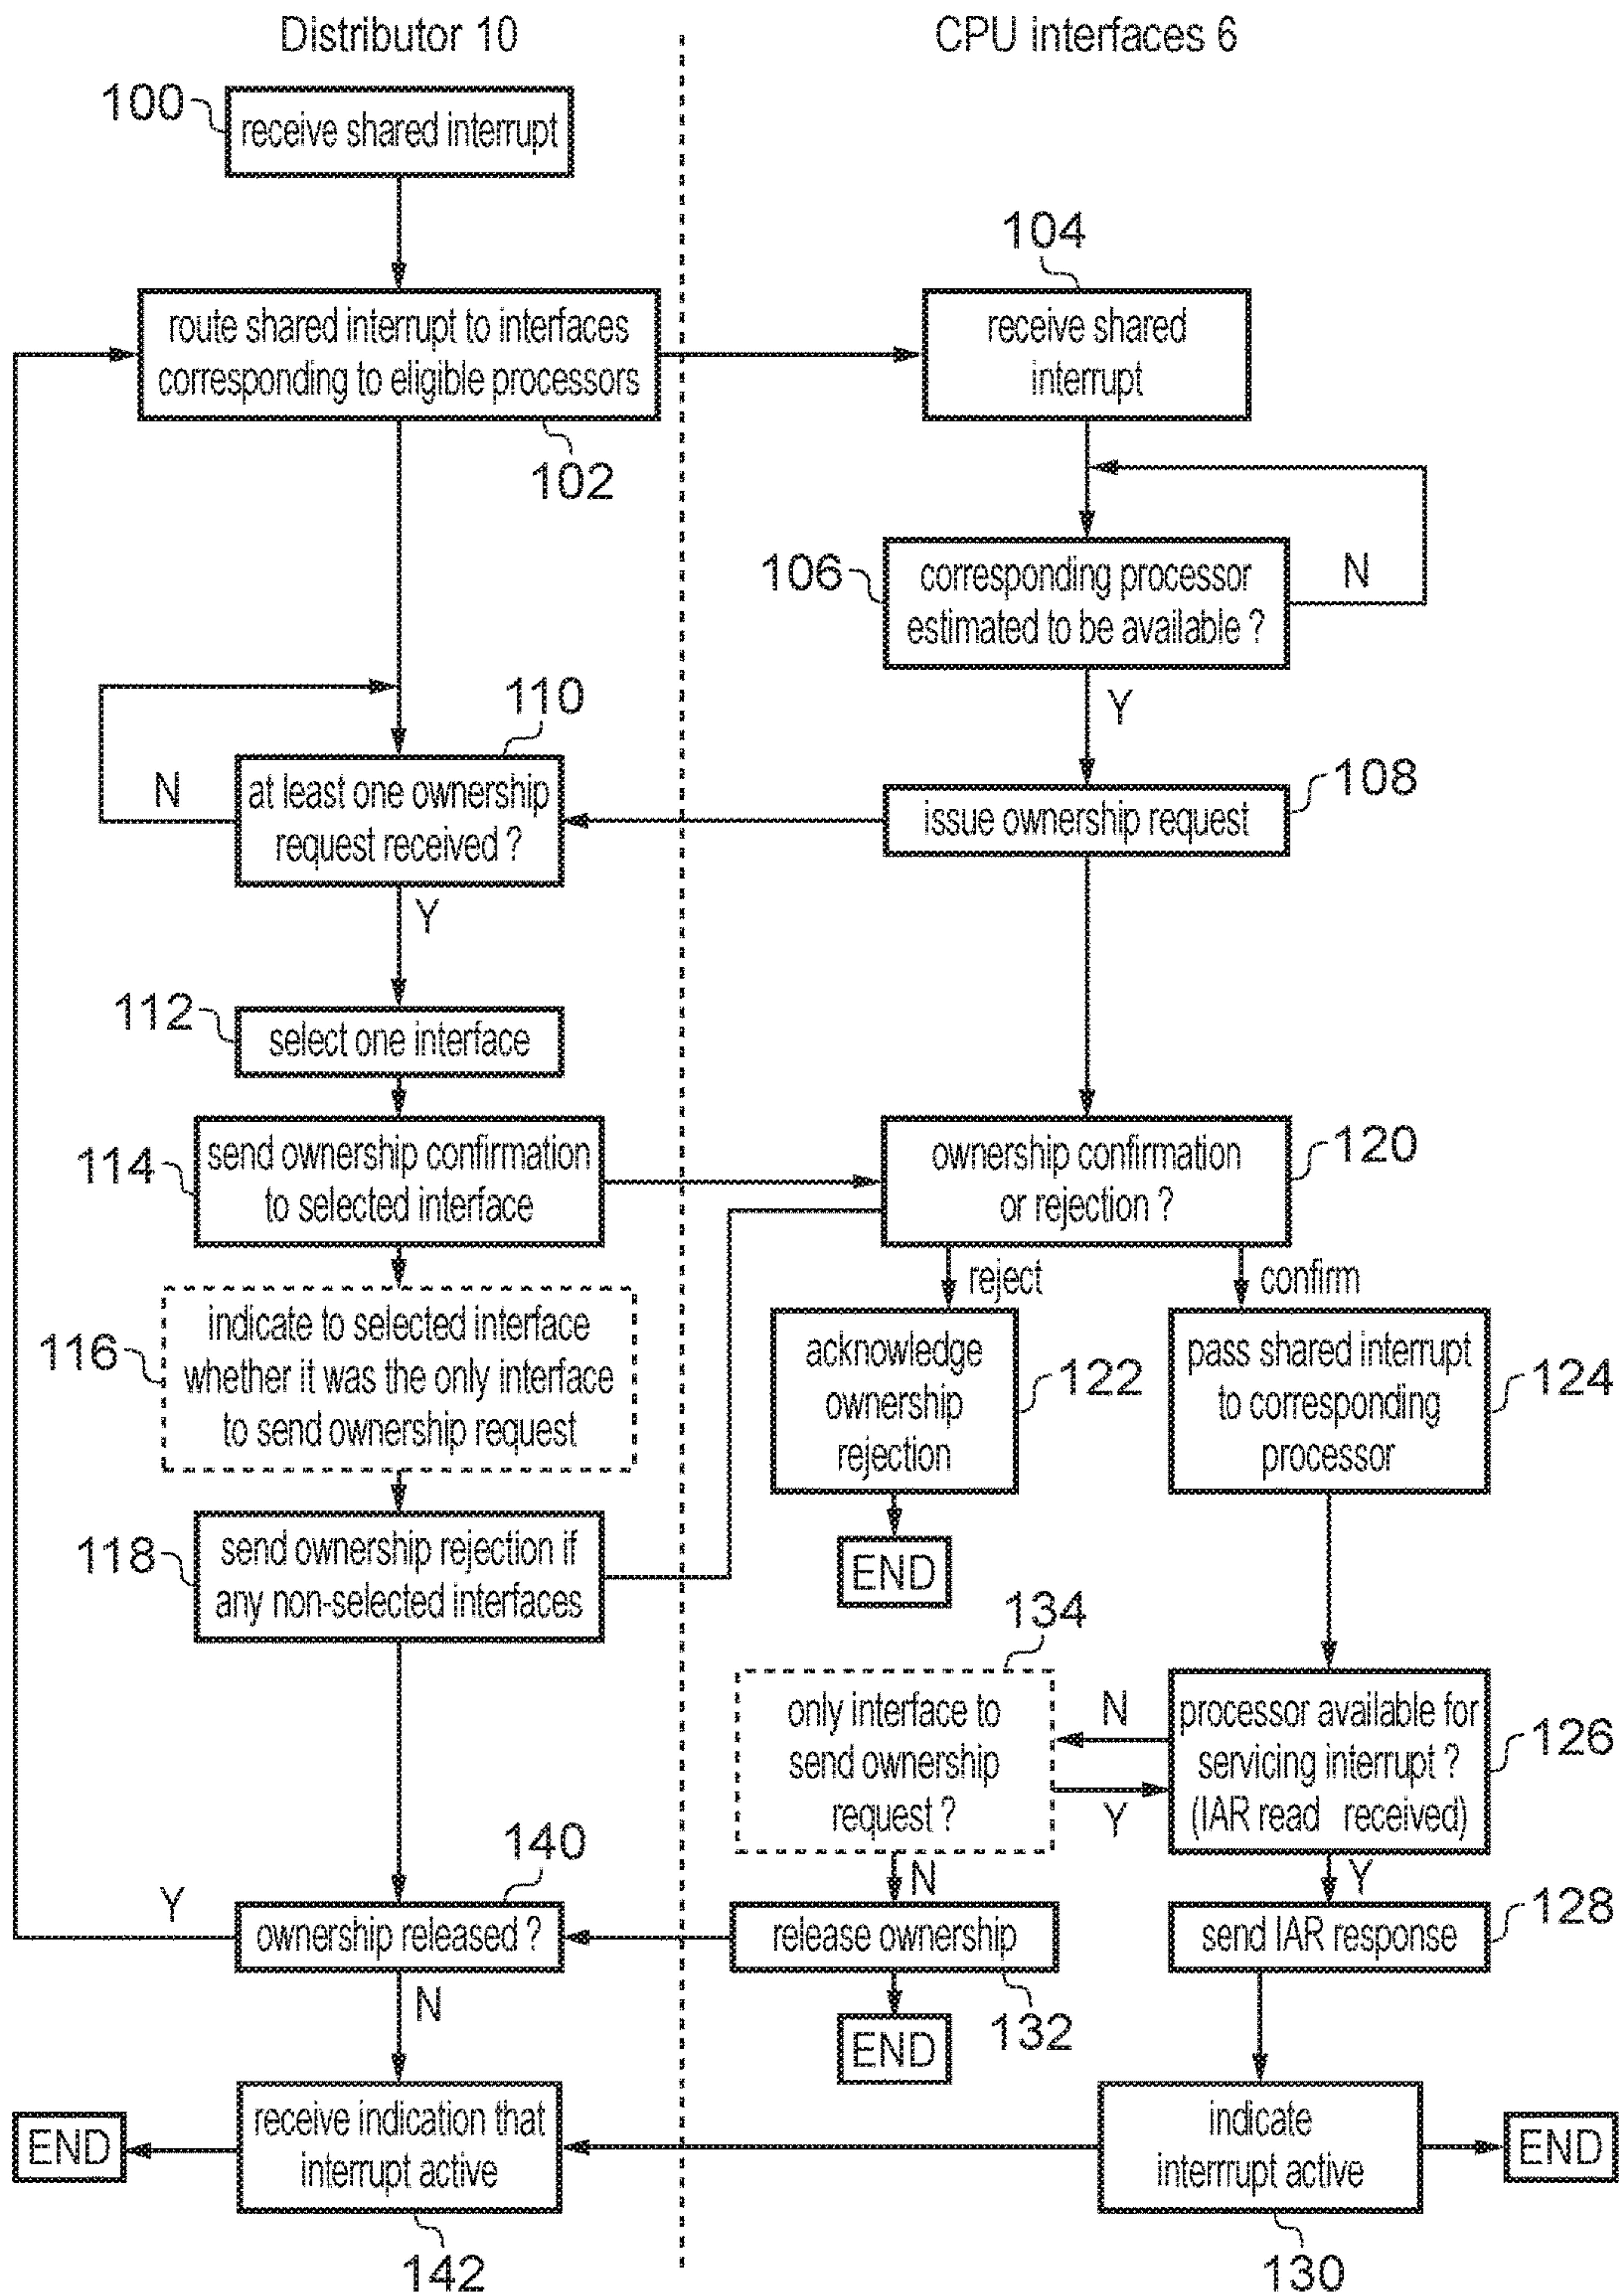 Distributor 10
CPU interfaces 6
100
receive shared interrupt
104
route shared interrupt to interfaces
corresponding to eligible processors
102
receive shared
interrupt
106
corresponding processor
estimated to be available ?
N
Y
110
at least one ownership
request received ?
N
Y
108
issue ownership request
112
select one interface
114
send ownership confirmation
to selected interface
120
ownership confirmation
or rejection ?
reject
confirm
116
indicate to selected interface
whether it was the only interface
to send ownership request
acknowledge
ownership
rejection
122
pass shared interrupt
to corresponding
processor
124
END
118
send ownership rejection if
any non-selected interfaces
134
only interface to
send ownership
request ?
N
Y
processor available for
servicing interrupt ?
(IAR read received)
126
N
Y
140
Y
ownership released ?
N
release ownership
132
send IAR response
128
END
END
receive indication that
interrupt active
142
indicate
interrrupt active
130
END